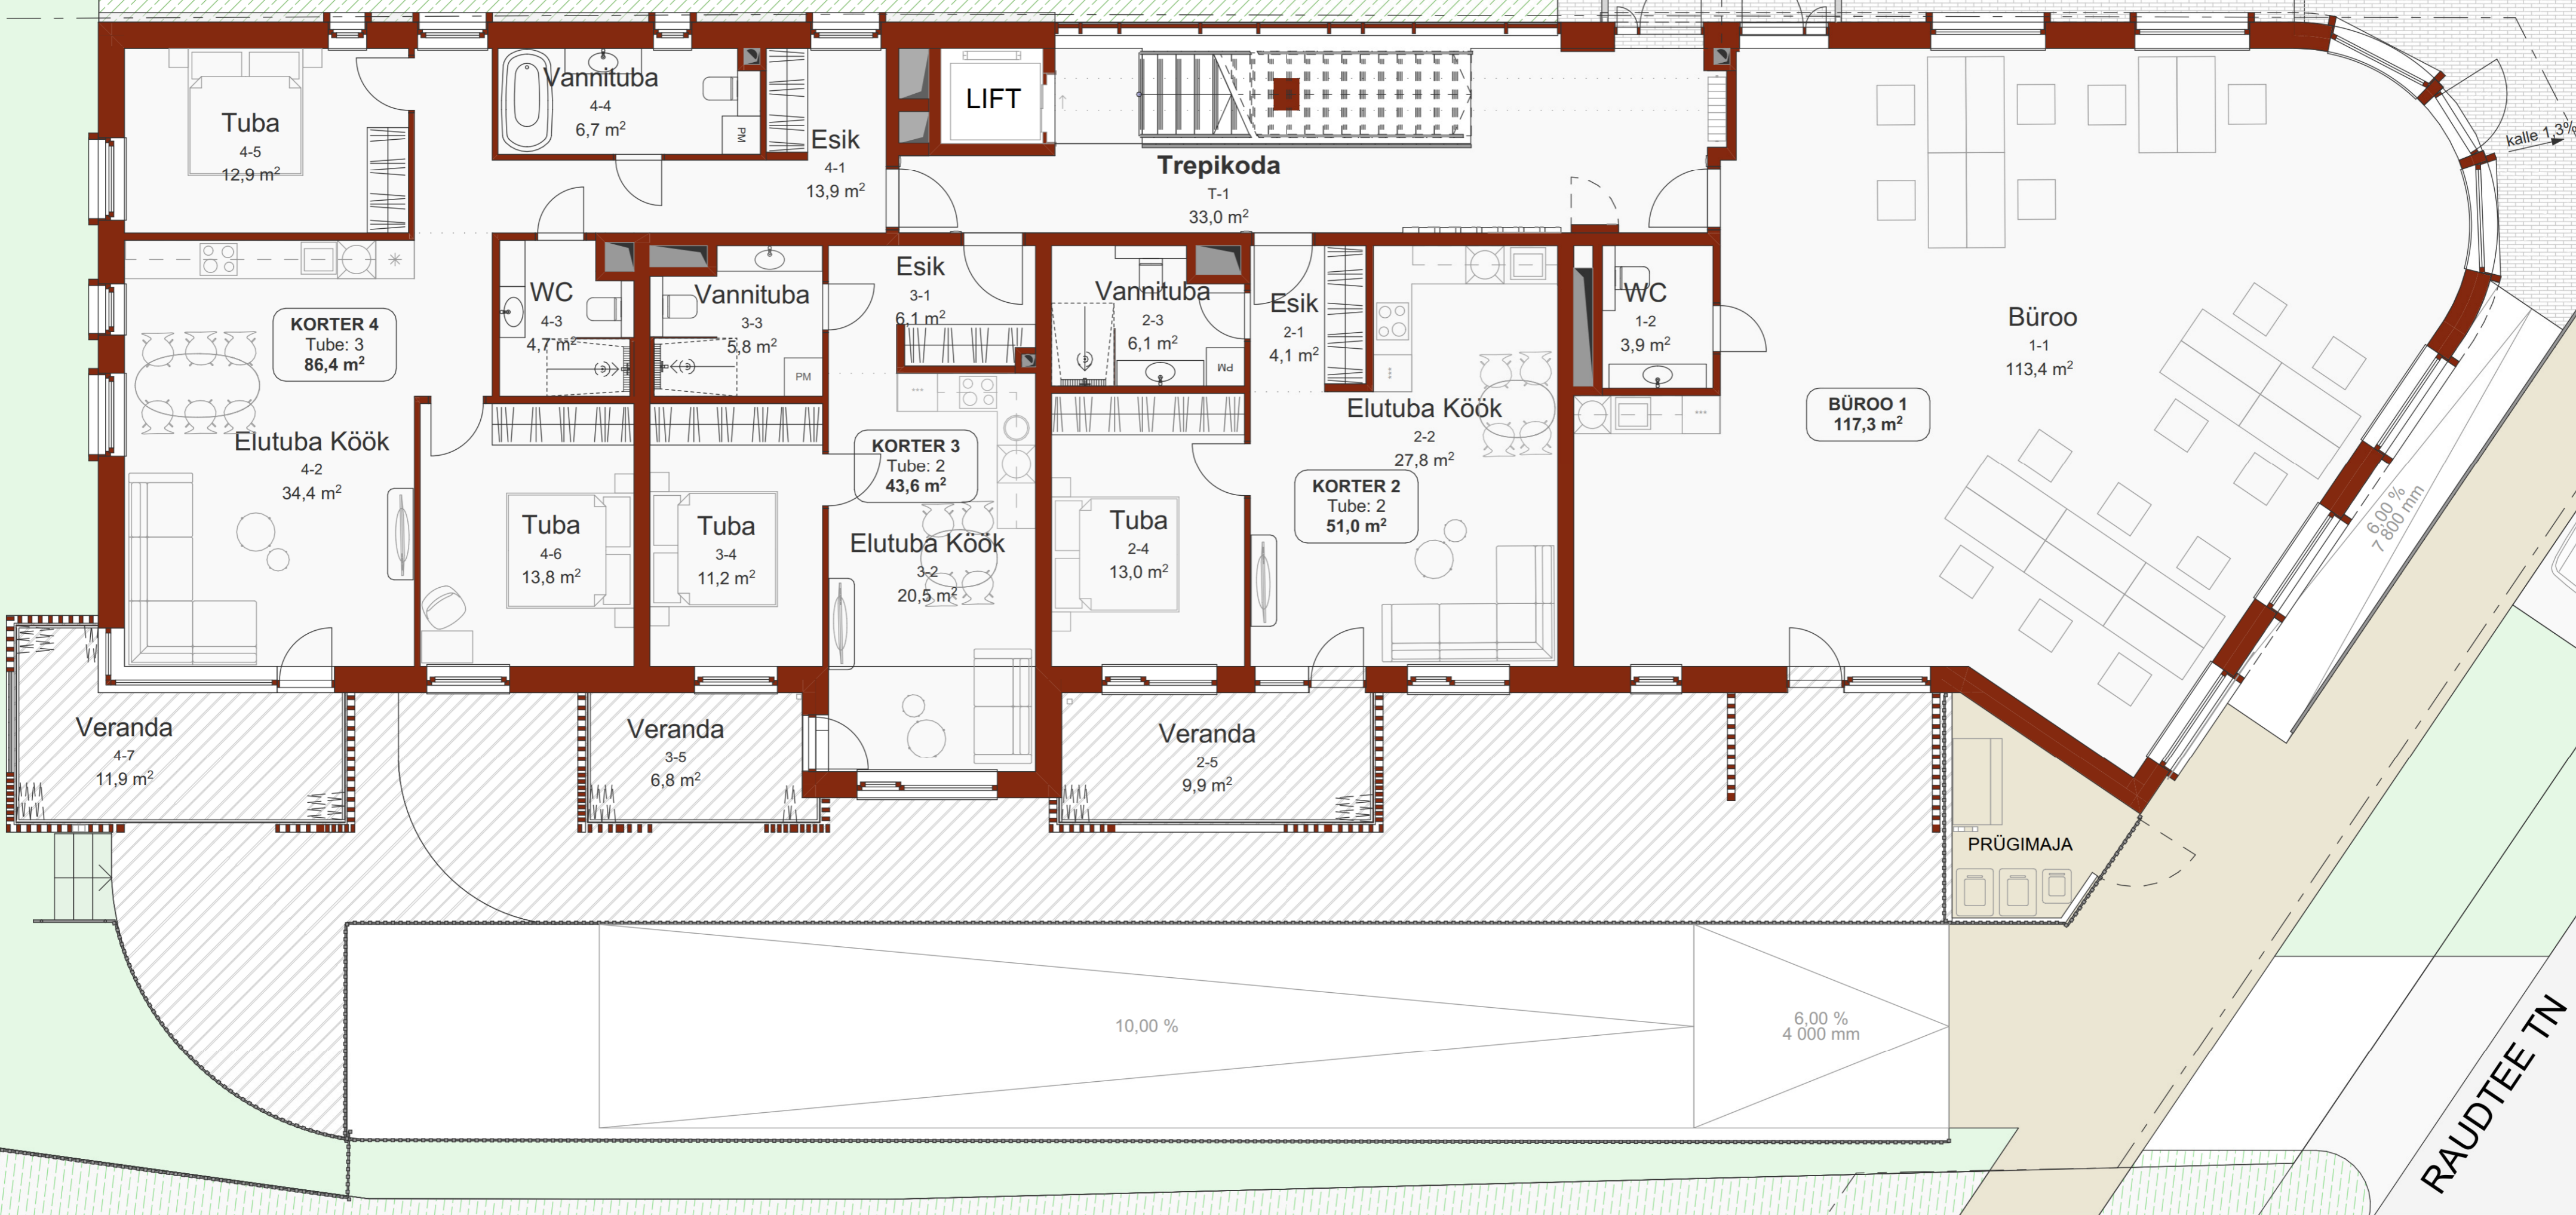 Tuba
4-5
12,9 m²
Vannituba
4-4
6,7 m²
PM
Esik
4-1
13,9 m²
LIFT
Trepikoda
T-1
33,0 m²
kalle 1,3%
KORTER 4
Tube: 3
86,4 m²
WC
4-3
4,7 m²
Vannituba
3-3
5,8 m²
PM
Esik
3-1
6,1 m²
Vannituba
2-3
6,1 m²
PM
Esik
2-1
4,1 m²
WC
1-2
3,9 m²
Büroo
1-1
113,4 m²
BÜROO 1
117,3 m²
Elutuba Köök
4-2
34,4 m²
KORTER 3
Tube: 2
43,6 m²
Elutuba Köök
2-2
27,8 m²
KORTER 2
Tube: 2
51,0 m²
Tuba
4-6
13,8 m²
Tuba
3-4
11,2 m²
Elutuba Köök
3-2
20,5 m²
Tuba
2-4
13,0 m²
6,00 %
7 800 mm
Veranda
4-7
11,9 m²
Veranda
3-5
6,8 m²
Veranda
2-5
9,9 m²
PRÜGIMAJA
10,00 %
6,00 %
4 000 mm
RAUDTEE TN